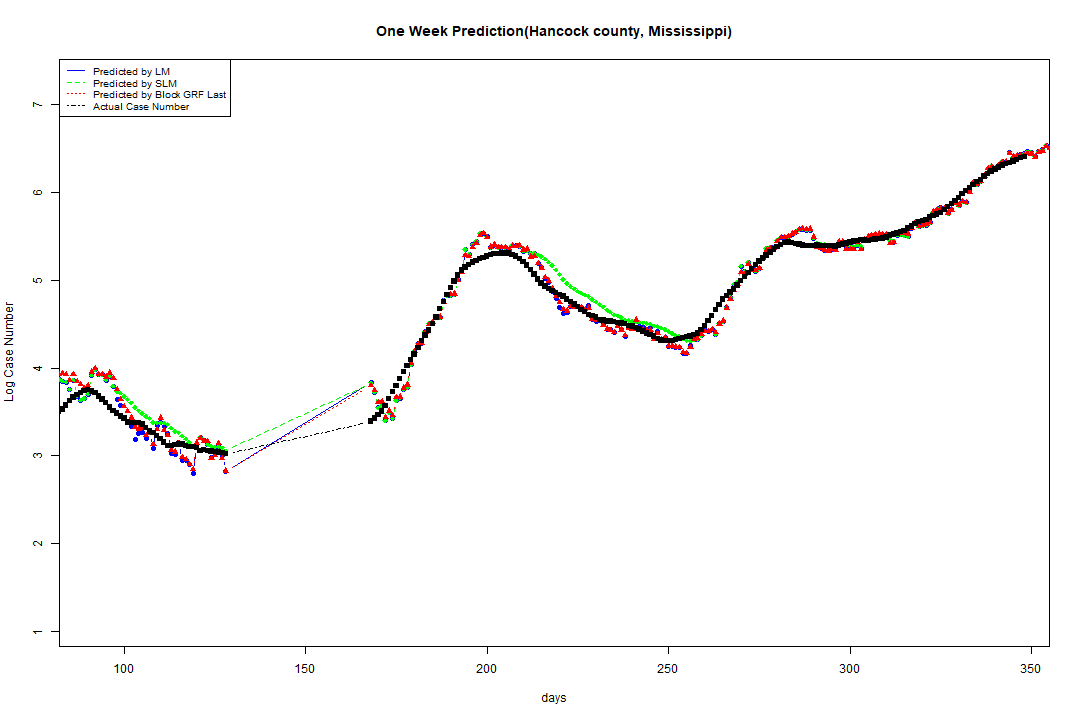 One Week Prediction(Hancock county, Mississippi)
Predicted by LM
Predicted by SLM
Predicted by Block GRF Last
Actual Case Number
7
6
5
4
3
2
1
Log Case Number
100 150 200 250 300 350
days